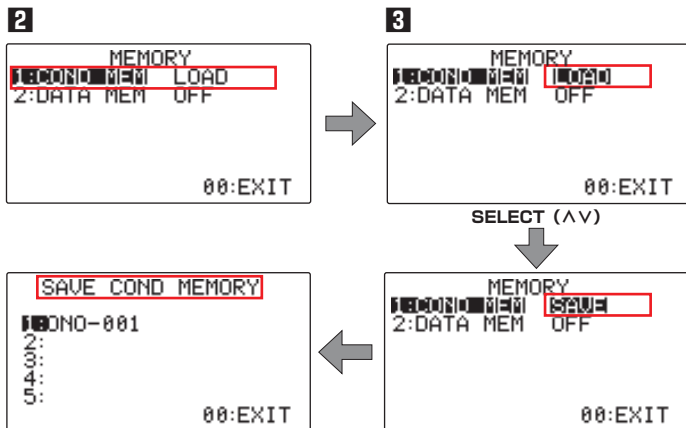 2
MEMORY
1:COND MEM LOAD
2:DATA MEM OFF
00:EXIT
3
MEMORY
1:COND MEM LOAD
2:DATA MEM OFF
00:EXIT
SELECT (∧∨)
MEMORY
1:COND MEM SAVE
2:DATA MEM OFF
00:EXIT
SAVE COND MEMORY
1:ONO-001
2:
3:
4:
5:
00:EXIT